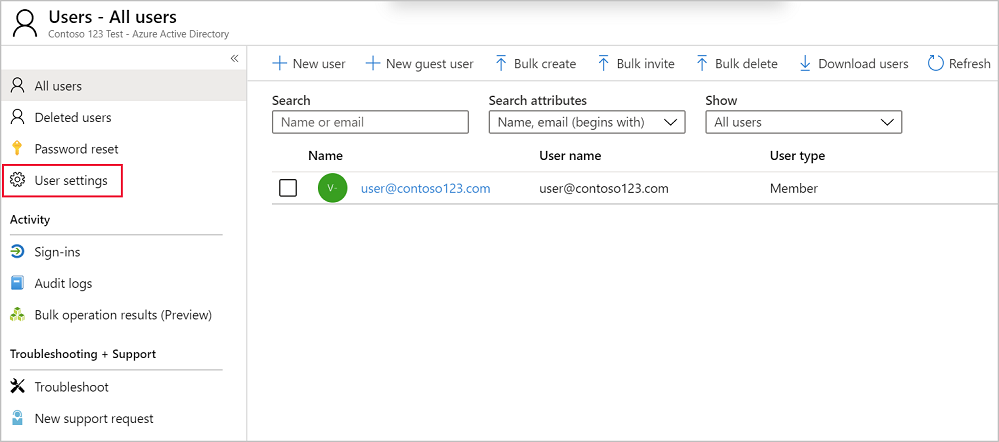 Users - All users
Contoso 123 Test - Azure Active Directory
«
All users
Deleted users
Password reset
User settings
Activity
Sign-ins
Audit logs
Bulk operation results (Preview)
Troubleshooting + Support
Troubleshoot
New support request
New user New guest user Bulk create Bulk invite Bulk delete Download users Refresh
Search Search attributes Show
Name or email Name, email (begins with) All users
Name User name User type
V- user@contoso123.com user@contoso123.com Member